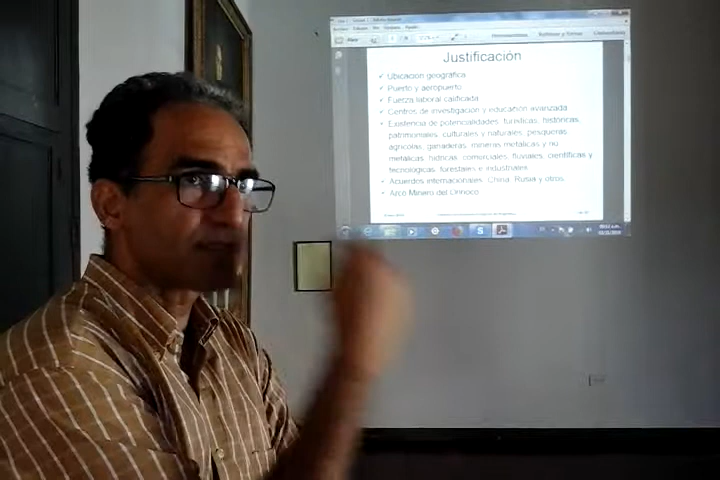 Justificación
Ubicación geográfica
Puerto y aeropuerto
Fuerza laboral calificada
Centros de investigación y educación avanzada
Existencia de potencialidades: turísticas, históricas,
patrimoniales, culturales y naturales, pesqueras,
agrícolas, ganaderas, mineras metálicas y no
metálicas, hídricas, comerciales, fluviales, científicas y
tecnológicas, forestales e industriales
Acuerdos internacionales: China, Rusia y otros
Arco Minero del Orinoco